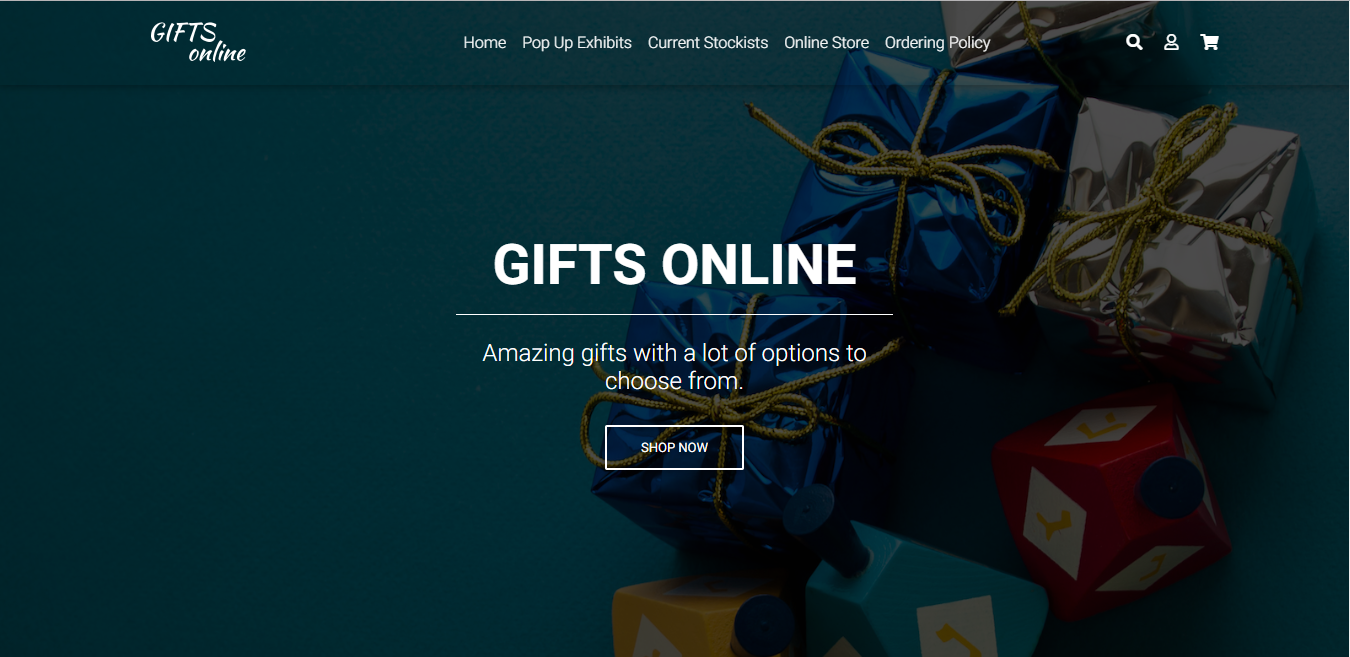 GIFTS
online
Home Pop Up Exhibits Current Stockists Online Store Ordering Policy
GIFTS ONLINE
Amazing gifts with a lot of options to
choose from.
SHOP NOW